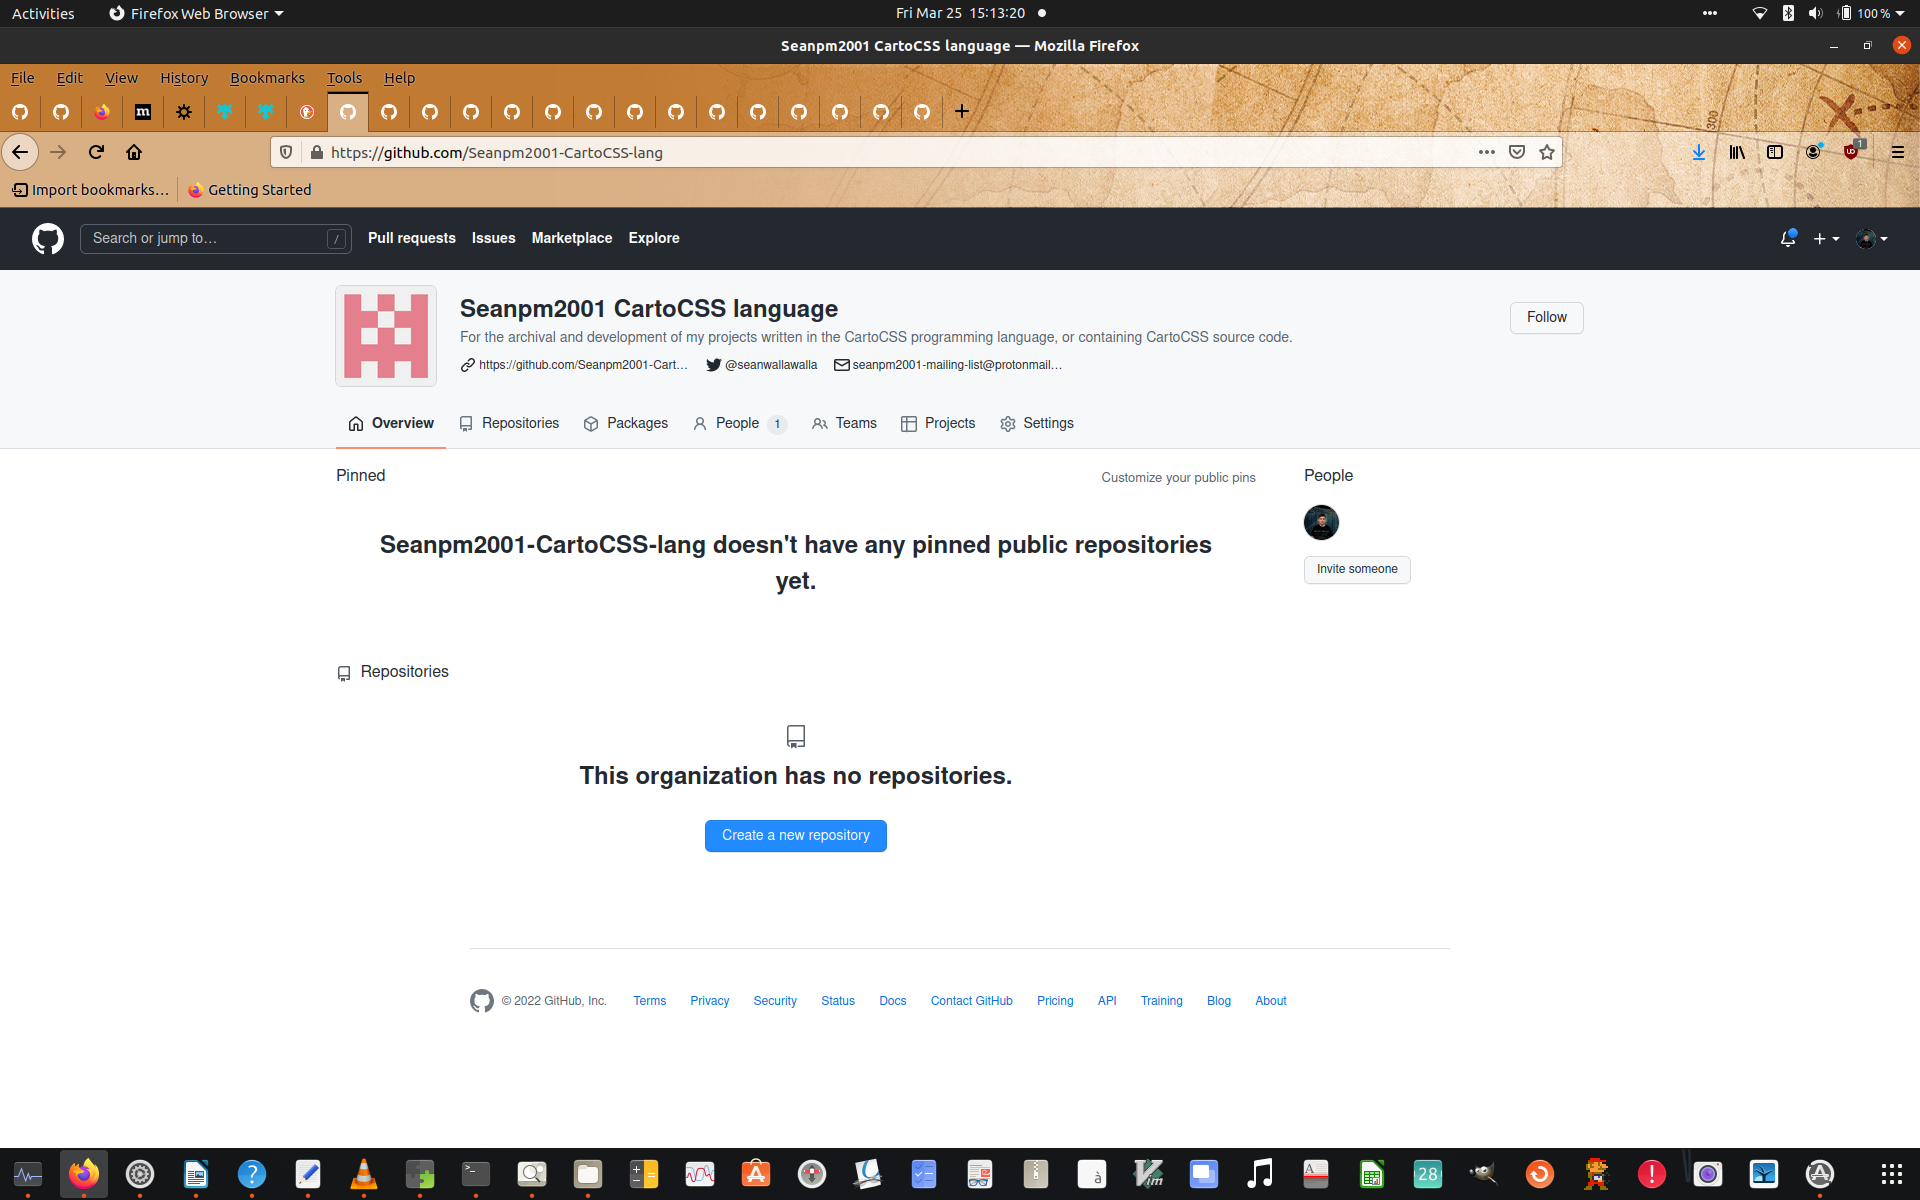 Activities
Firefox Web Browser
Fri Mar 25 15:13:20
100 %
Seanpm2001 CartoCSS language — Mozilla Firefox
File Edit View History Bookmarks Tools Help
300
https://github.com/Seanpm2001-CartoCSS-lang
1
Import bookmarks…
Getting Started
Search or jump to…
/
Pull requests
Issues
Marketplace
Explore
Seanpm2001 CartoCSS language
Follow
For the archival and development of my projects written in the CartoCSS programming language, or containing CartoCSS source code.
https://github.com/Seanpm2001-Cart…
@seanwallawalla
seanpm2001-mailing-list@protonmail…
Overview
Repositories
Packages
People 1
Teams
Projects
Settings
Pinned
Customize your public pins
People
Seanpm2001-CartoCSS-lang doesn't have any pinned public repositories
yet.
Invite someone
Repositories
This organization has no repositories.
Create a new repository
© 2022 GitHub, Inc.
Terms
Privacy
Security
Status
Docs
Contact GitHub
Pricing
API
Training
Blog
About
28